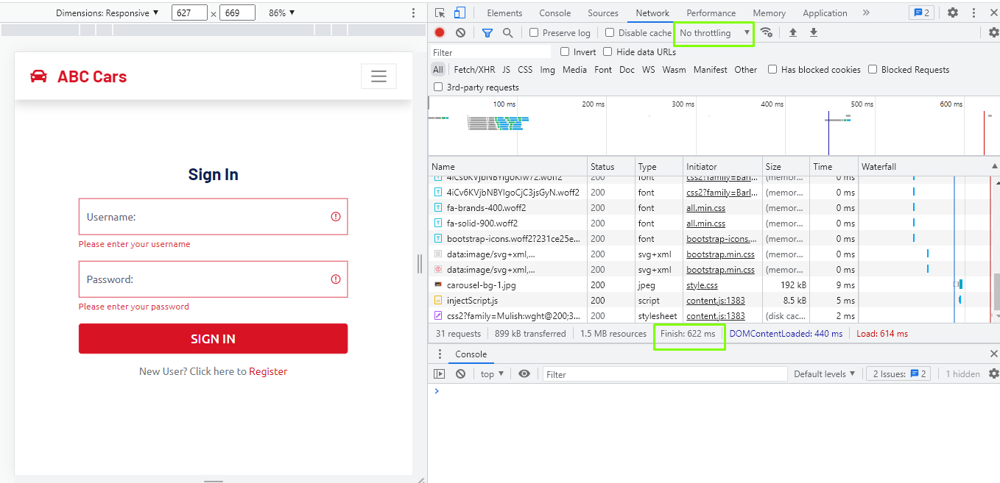 Dimensions: Responsive ▼ 627 × 669 86% ▼
ABC Cars
Sign In
Username:
Please enter your username
Password:
Please enter your password
SIGN IN
New User? Click here to Register
Elements Console Sources Network Performance Memory Application » 2
Preserve log Disable cache No throttling ▼
Filter Invert Hide data URLs
All Fetch/XHR JS CSS Img Media Font Doc WS Wasm Manifest Other Has blocked cookies Blocked Requests
3rd-party requests
100 ms 200 ms 300 ms 400 ms 500 ms 600 ms
Name Status Type Initiator Size Time Waterfall
200 font css2?family=Barl... (memor... 0 ms
4iCv6KVjbNBYIgoCjC3jsGyN.woff2 200 font css2?family=Barl... (memor... 0 ms
fa-brands-400.woff2 200 font all.min.css (memor... 0 ms
fa-solid-900.woff2 200 font all.min.css (memor... 0 ms
bootstrap-icons.woff2?231ce25e... 200 font bootstrap-icons.... (memor... 0 ms
data:image/svg+xml,... 200 svg+xml bootstrap.min.css (memor... 0 ms
data:image/svg+xml,... 200 svg+xml bootstrap.min.css (memor... 0 ms
carousel-bg-1.jpg 200 jpeg style.css 192 kB 9 ms
injectScript.js 200 script content.js:1383 8.5 kB 5 ms
css2?family=Mulish:wght@200;3... 200 stylesheet content.js:1383 (disk cac... 2 ms
31 requests 899 kB transferred 1.5 MB resources Finish: 622 ms DOMContentLoaded: 440 ms Load: 614 ms
Console
top ▼ Filter Default levels ▼ 2 Issues: 2 1 hidden